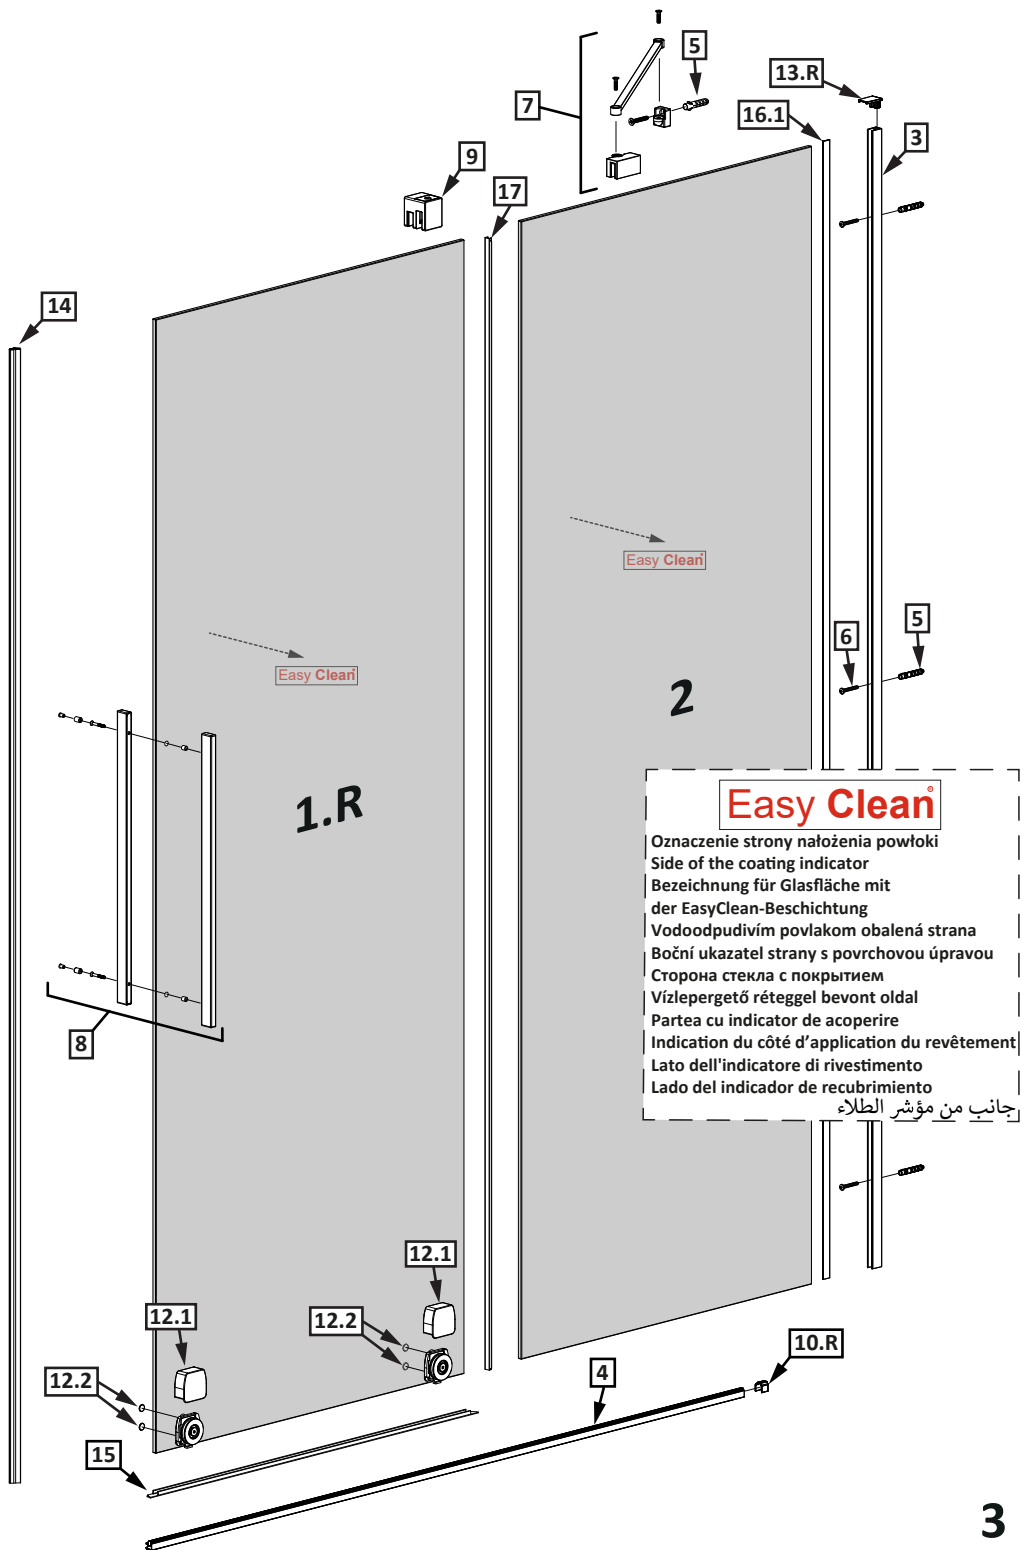 5
13.R
7
16.1
3
9
17
14
Easy Clean
Easy Clean
6
5
2
1.R
Easy Clean®
Oznaczenie strony nałożenia powłoki
Side of the coating indicator
Bezeichnung für Glasfläche mit
der EasyClean-Beschichtung
Vodoodpudivím povlakom obalená strana
Boční ukazatel strany s povrchovou úpravou
Сторона стекла с покрытием
Vízlepergető réteggel bevont oldal
Partea cu indicator de acoperire
Indication du côté d'application du revêtement
Lato dell'indicatore di rivestimento
Lado del indicador de recubrimiento
جانب من مؤشر الطلاء
8
12.1
12.1
12.2
10.R
12.2
4
15
3